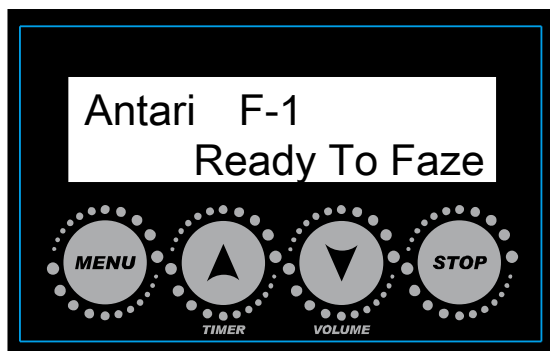 Antari F-1
Ready To Faze
MENU
STOP
TIMER
VOLUME